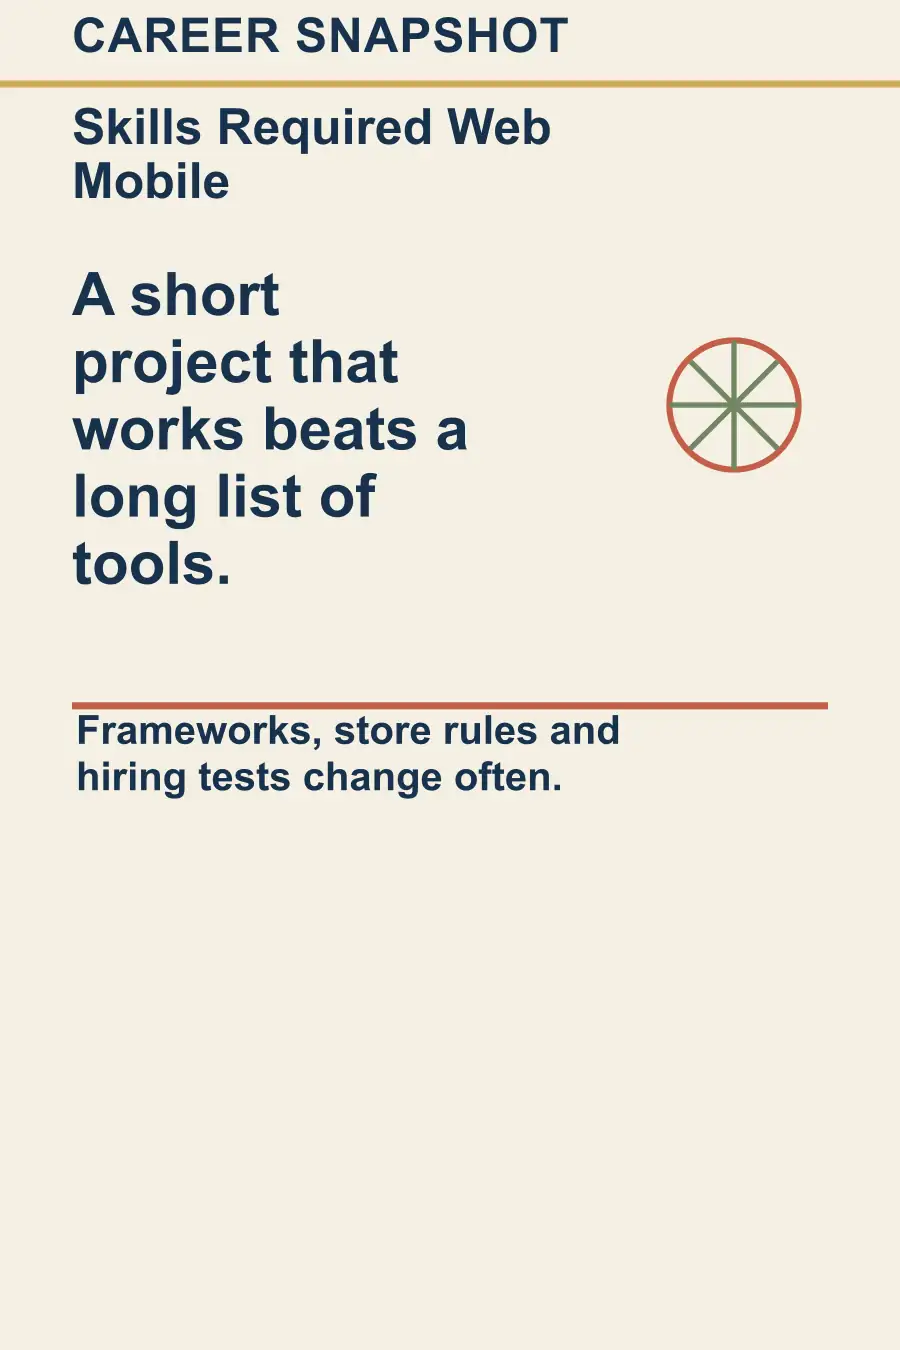 CAREER SNAPSHOT
Skills Required Web
Mobile
A short
project that
works beats a
long list of
tools.
Frameworks, store rules and
hiring tests change often.